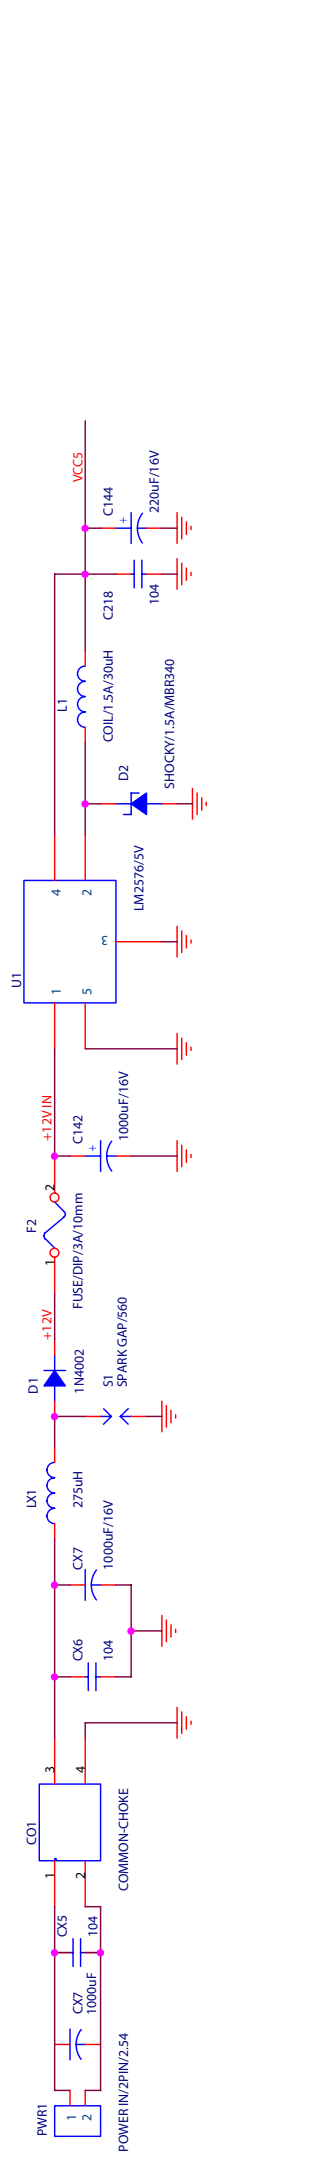 PWR1
1
2
POWER IN/2PIN/2.54
CX7
1000uF
CX5
104
CO1
1
2
3
4
COMMON-CHOKE
CX6
104
CX7
1000uF/16V
LX1
275uH
S1
SPARK GAP/560
D1
1N4002
+12V
F2
1
2
FUSE/DIP/3A/10mm
+12VIN
C142
+
1000uF/16V
U1
1
5
3
4
2
LM2576/5V
D2
SHOCKY/1.5A/MBR340
L1
COIL/1.5A/30uH
C218
104
C144
+
220uF/16V
VCC5